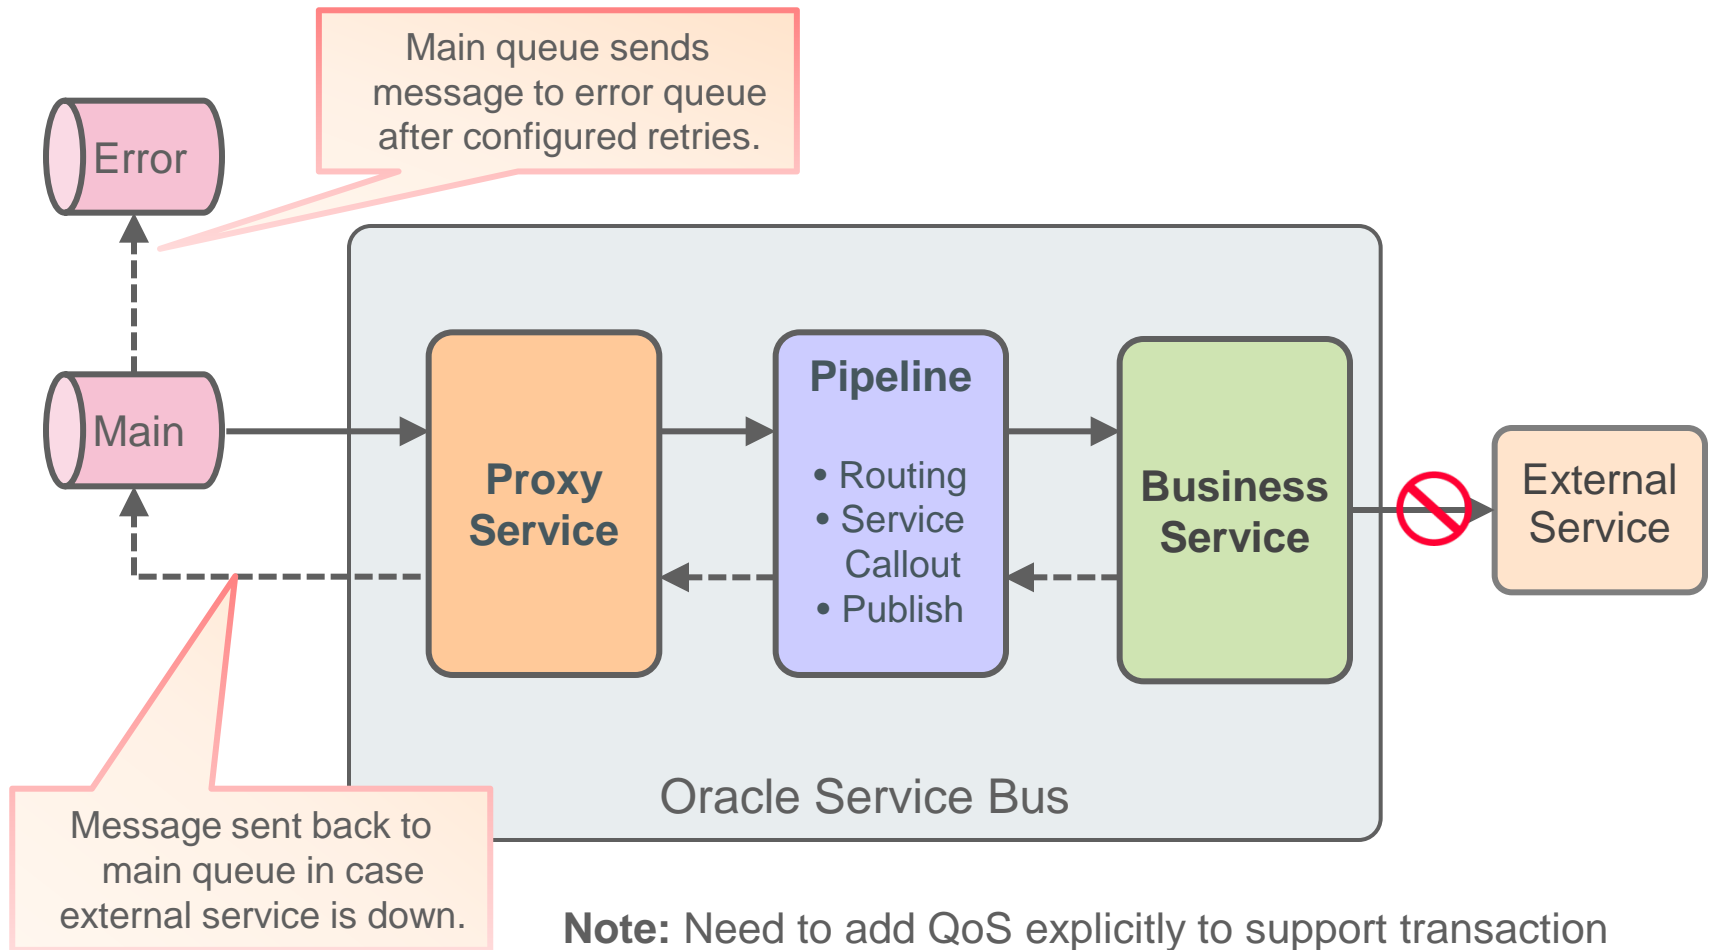 Main queue sends
message to error queue
after configured retries.
Error
Main
Proxy
Service
Pipeline
• Routing
• Service
Callout
• Publish
Business
Service
External
Service
Oracle Service Bus
Message sent back to
main queue in case
external service is down.
Note: Need to add QoS explicitly to support transaction